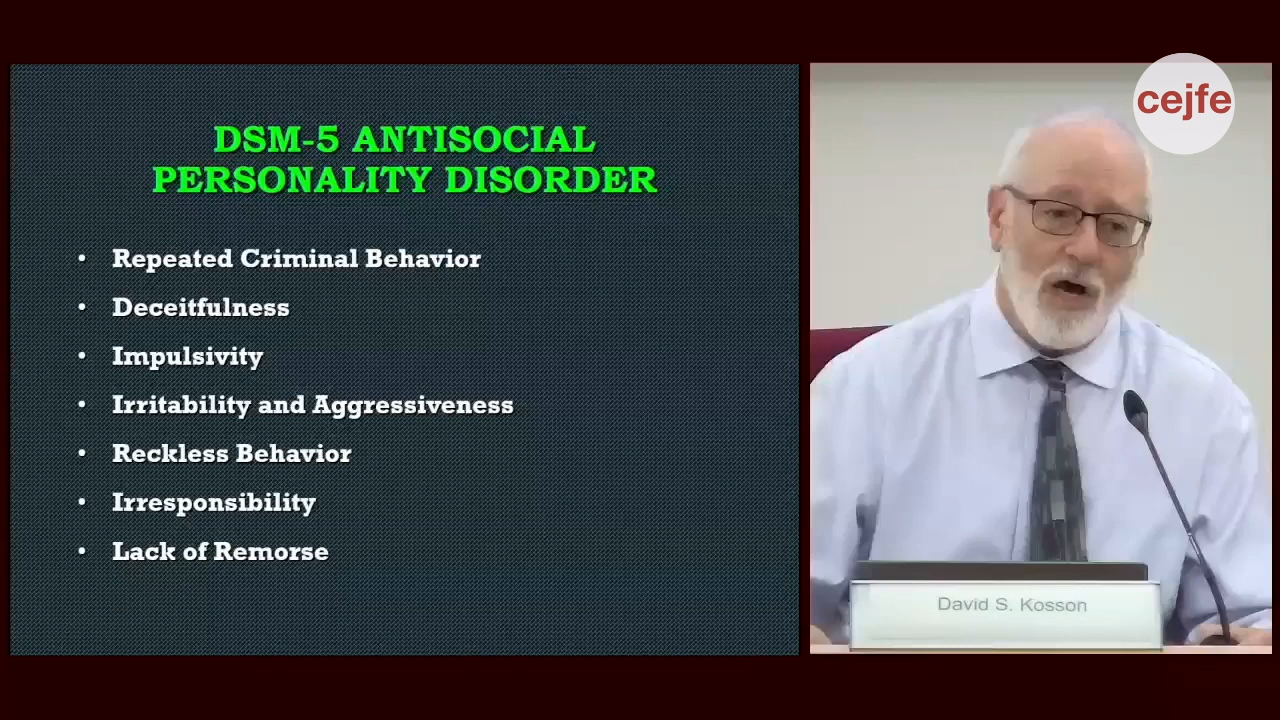 DSM-5 ANTISOCIAL
PERSONALITY DISORDER
• Repeated Criminal Behavior
• Deceitfulness
• Impulsivity
• Irritability and Aggressiveness
• Reckless Behavior
• Irresponsibility
• Lack of Remorse
cejfe
David S. Kosson